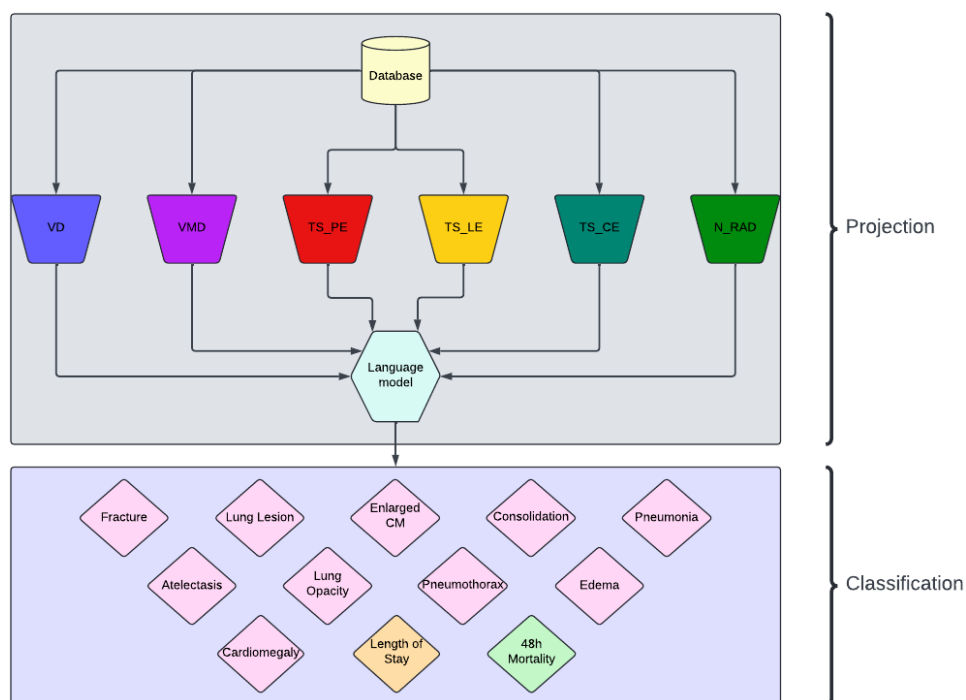 Database
VD
VMD
TS_PE
TS_LE
TS_CE
N_RAD
Projection
Language
model
Fracture
Lung Lesion
Enlarged
CM
Consolidation
Pneumonia
Atelectasis
Lung
Opacity
Pneumothorax
Edema
Classification
Cardiomegaly
Length of
Stay
48h
Mortality